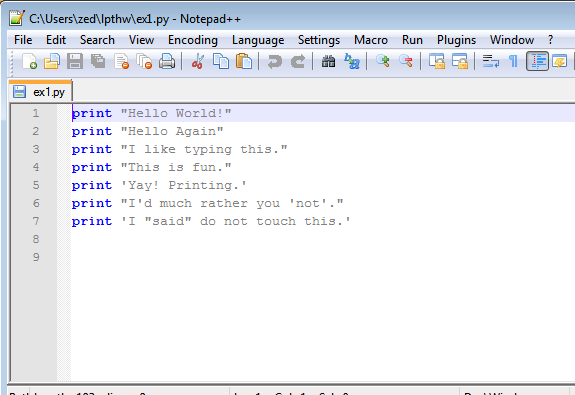 C:\Users\zed\lpthw\ex1.py - Notepad++
File Edit Search View Encoding Language Settings Macro Run Plugins Window ?
ex1.py
1 print "Hello World!"
2 print "Hello Again"
3 print "I like typing this."
4 print "This is fun."
5 print 'Yay! Printing.'
6 print "I'd much rather you 'not'."
7 print 'I "said" do not touch this.'
8
9